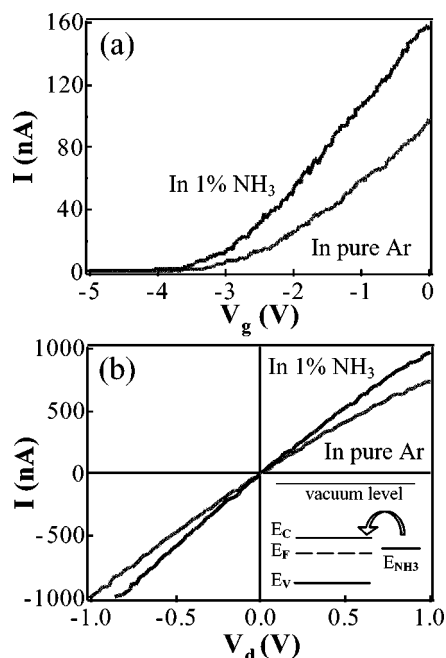 (a)
I (nA)
160
120
80
40
0
In 1% NH3
In pure Ar
-5 -4 -3 -2 -1 0
Vg (V)
(b)
I (nA)
1000
500
0
-500
-1000
In 1% NH3
In pure Ar
vacuum level
EC
EF
ENH3
EV
-1.0 -0.5 0.0 0.5 1.0
Vd (V)